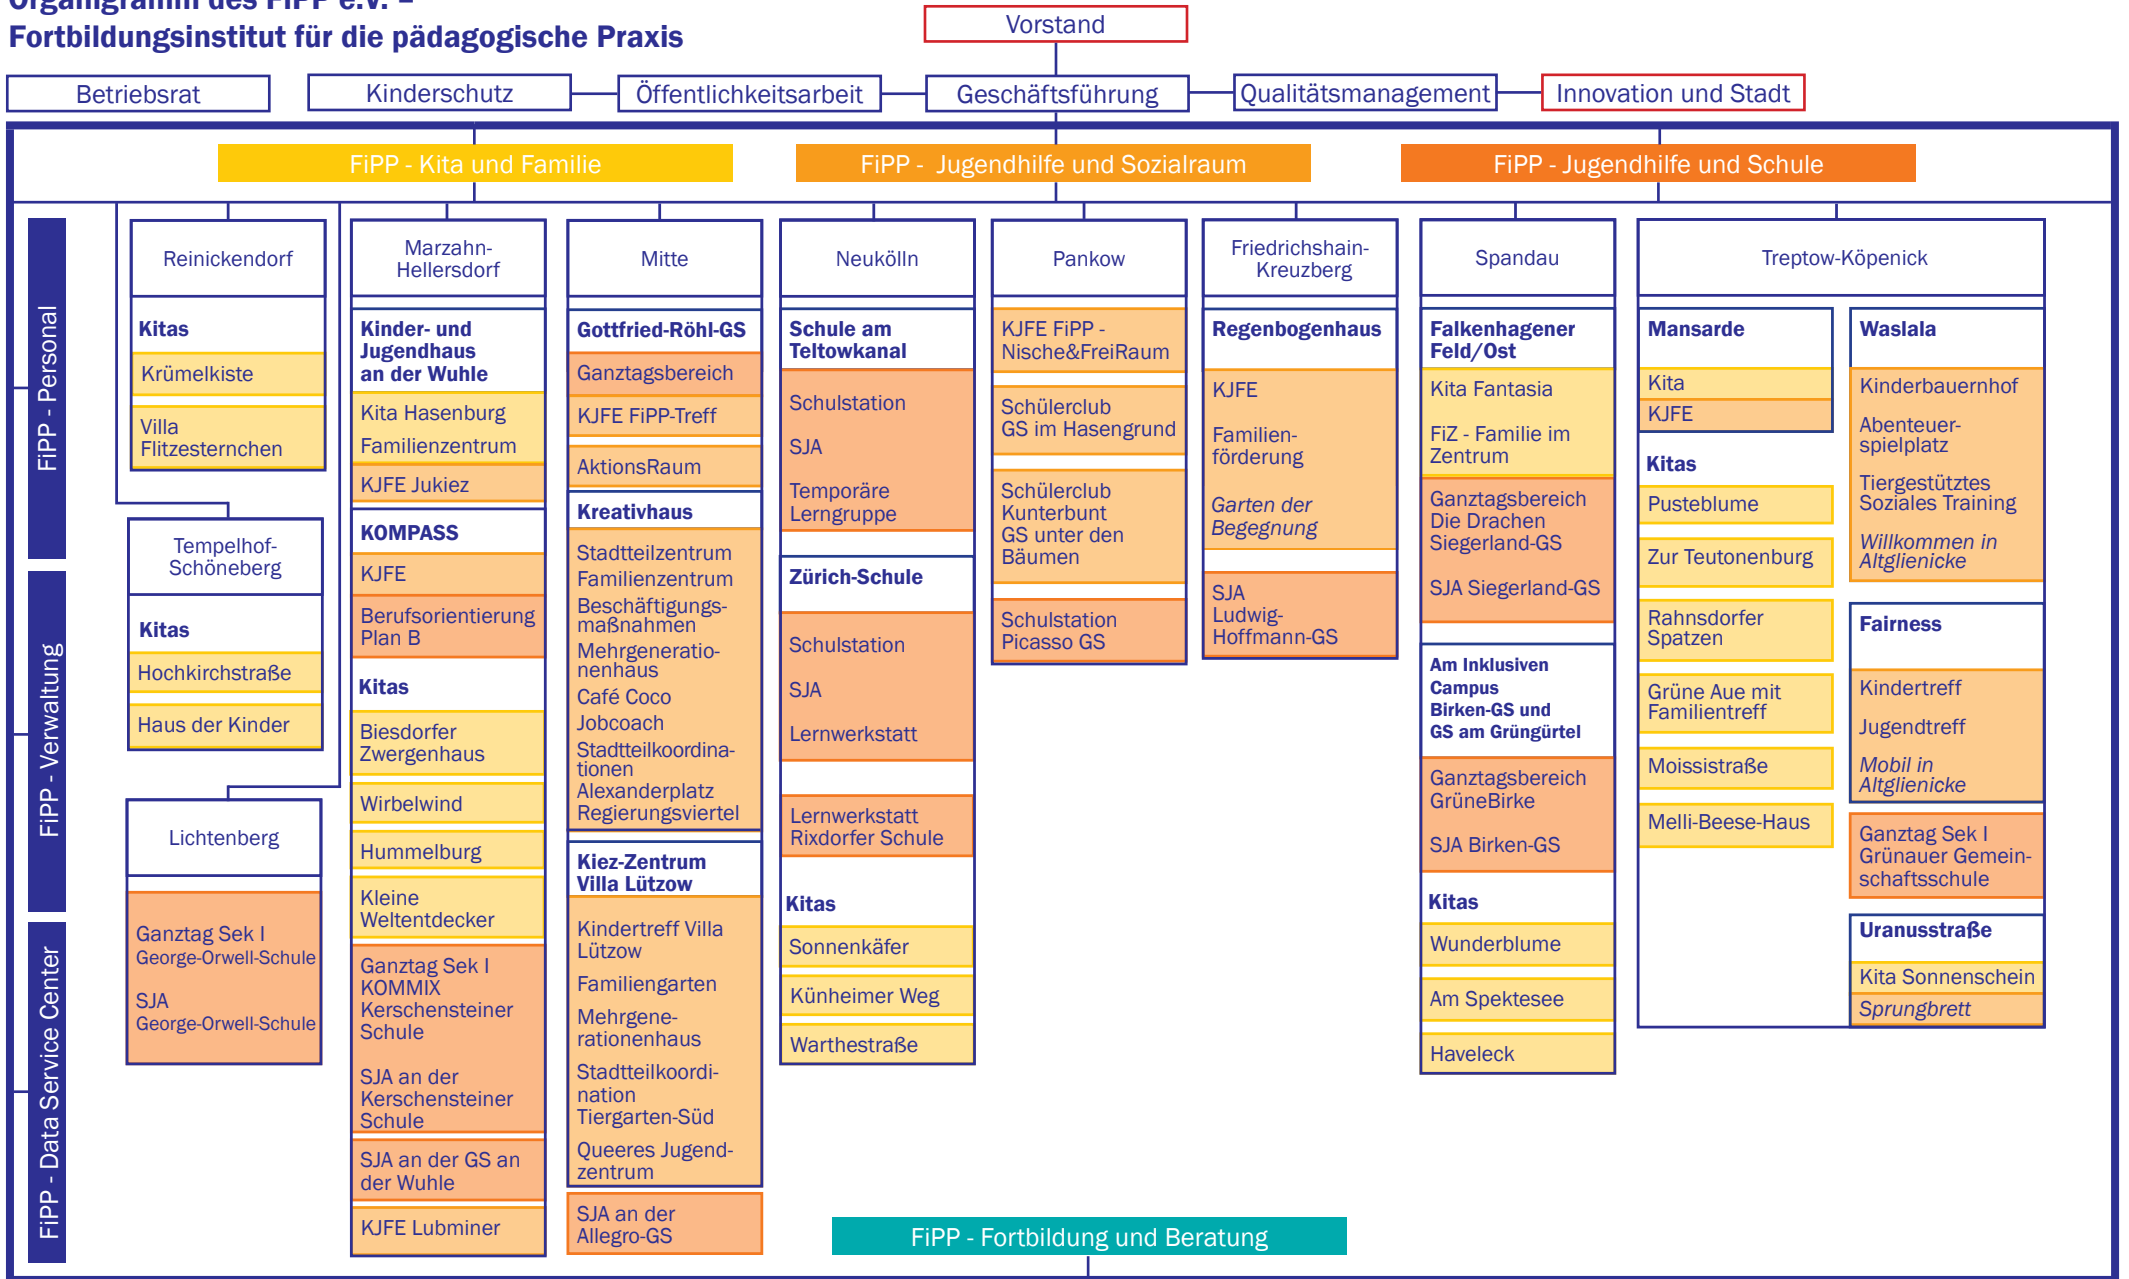 Organigramm des FiPP e.V. –
Fortbildungsinstitut für die pädagogische Praxis
Vorstand
Betriebsrat
Kinderschutz
Öffentlichkeitsarbeit
Geschäftsführung
Qualitätsmanagement
Innovation und Stadt
FiPP - Kita und Familie
FiPP - Jugendhilfe und Sozialraum
FiPP - Jugendhilfe und Schule
FiPP - Personal
FiPP - Verwaltung
FiPP - Data Service Center
Reinickendorf
Kitas
Krümelkiste
Villa
Flitzesternchen
Tempelhof-
Schöneberg
Kitas
Hochkirchstraße
Haus der Kinder
Lichtenberg
Ganztag Sek I
George-Orwell-Schule
SJA
George-Orwell-Schule
Marzahn-
Hellersdorf
Kinder- und
Jugendhaus
an der Wuhle
Kita Hasenburg
Familienzentrum
KJFE Jukiez
KOMPASS
KJFE
Berufsorientierung
Plan B
Kitas
Biesdorfer
Zwergenhaus
Wirbelwind
Hummelburg
Kleine
Weltentdecker
Ganztag Sek I
KOMMIX
Kerschensteiner
Schule
SJA an der
Kerschensteiner
Schule
SJA an der GS an
der Wuhle
KJFE Lubminer
Mitte
Gottfried-Röhl-GS
Ganztagsbereich
KJFE FiPP-Treff
AktionsRaum
Kreativhaus
Stadtteilzentrum
Familienzentrum
Beschäftigungs-
maßnahmen
Mehrgeneratio-
nenhaus
Café Coco
Jobcoach
Stadtteilkoordina-
tionen
Alexanderplatz
Regierungsviertel
Kiez-Zentrum
Villa Lützow
Kindertreff Villa
Lützow
Familiengarten
Mehrgene-
rationenhaus
Stadtteilkoordi-
nation
Tiergarten-Süd
Queeres Jugend-
zentrum
SJA an der
Allegro-GS
Neukölln
Schule am
Teltowkanal
Schulstation
SJA
Temporäre
Lerngruppe
Zürich-Schule
Schulstation
SJA
Lernwerkstatt
Lernwerkstatt
Rixdorfer Schule
Kitas
Sonnenkäfer
Künheimer Weg
Warthestraße
Pankow
KJFE FiPP -
Nische&FreiRaum
Schülerclub
GS im Hasengrund
Schülerclub
Kunterbunt
GS unter den
Bäumen
Schulstation
Picasso GS
Friedrichshain-
Kreuzberg
Regenbogenhaus
KJFE
Familien-
förderung
Garten der
Begegnung
SJA
Ludwig-
Hoffmann-GS
Spandau
Falkenhagener
Feld/Ost
Kita Fantasia
FiZ - Familie im
Zentrum
Ganztagsbereich
Die Drachen
Siegerland-GS
SJA Siegerland-GS
Am Inklusiven
Campus
Birken-GS und
GS am Grüngürtel
Ganztagsbereich
GrüneBirke
SJA Birken-GS
Kitas
Wunderblume
Am Spektesee
Haveleck
Treptow-Köpenick
Mansarde
Kita
KJFE
Kitas
Pusteblume
Zur Teutonenburg
Rahnsdorfer
Spatzen
Grüne Aue mit
Familientreff
Moissistraße
Melli-Beese-Haus
Waslala
Kinderbauernhof
Abenteuer-
spielplatz
Tiergestütztes
Soziales Training
Willkommen in
Altglienicke
Fairness
Kindertreff
Jugendtreff
Mobil in
Altglienicke
Ganztag Sek I
Grünauer Gemein-
schaftsschule
Uranusstraße
Kita Sonnenschein
Sprungbrett
FiPP - Fortbildung und Beratung